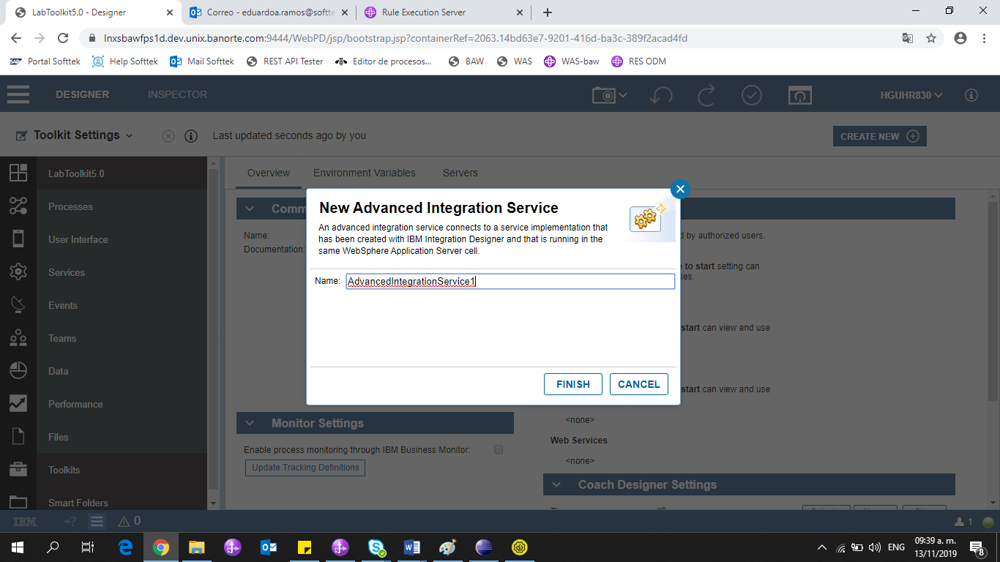 LabToolkit5.0 - Designer
Correo - eduardoa.ramos@softte
Rule Execution Server
lnxsbawfps1d.dev.unix.banorte.com:9444/WebPD/jsp/bootstrap.jsp?containerRef=2063.14bd63e7-9201-416d-ba3c-389f2acad4fd
Portal Softtek
Help Softtek
Mail Softtek
REST API Tester
Editor de procesos...
BAW
WAS
WAS-baw
RES ODM
DESIGNER
INSPECTOR
HGUHR830
Toolkit Settings
Last updated seconds ago by you
CREATE NEW
LabToolkit5.0
Processes
User Interface
Services
Events
Teams
Data
Performance
Files
Toolkits
Smart Folders
Overview
Environment Variables
Servers
Comm
Name:
Documentation:
d by authorized users.
e to start setting can
ses.
start can view and use
start can view and use
<none>
Web Services
<none>
New Advanced Integration Service
An advanced integration service connects to a service implementation that
has been created with IBM Integration Designer and that is running in the
same WebSphere Application Server cell.
Name:
AdvancedIntegrationService1
FINISH
CANCEL
Monitor Settings
Enable process monitoring through IBM Business Monitor:
Update Tracking Definitions
Coach Designer Settings
IBM
0
1
ENG
09:39 a. m.
13/11/2019
8